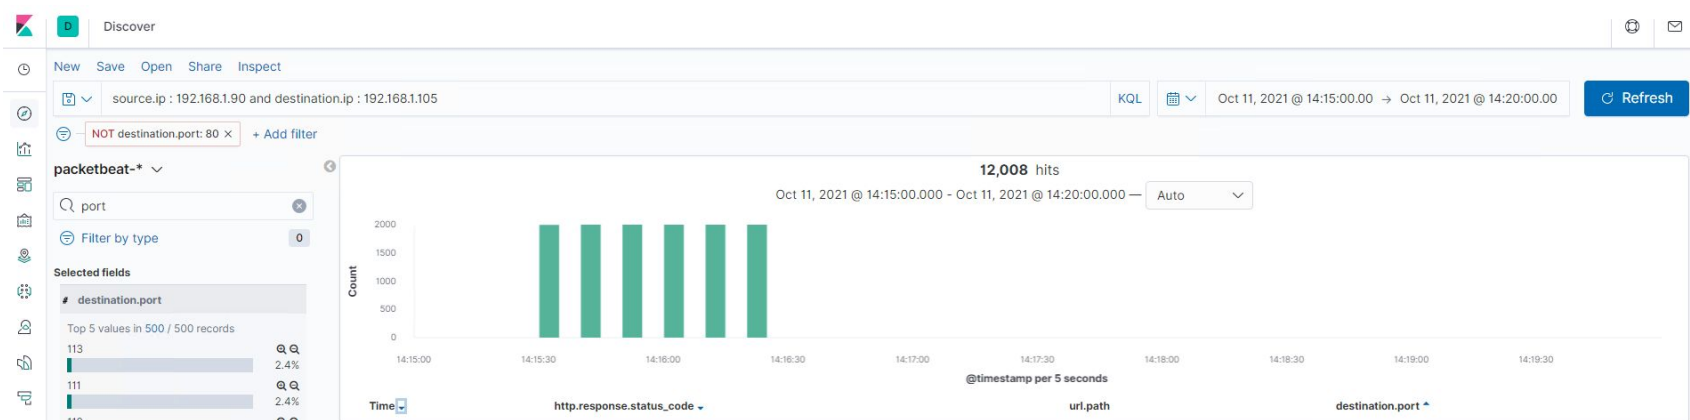 D Discover
New Save Open Share Inspect
source.ip : 192.168.1.90 and destination.ip : 192.168.1.105 KQL Oct 11, 2021 @ 14:15:00.00 → Oct 11, 2021 @ 14:20:00.00 Refresh
NOT destination.port: 80 × + Add filter
packetbeat-*
12,008 hits
Oct 11, 2021 @ 14:15:00.000 - Oct 11, 2021 @ 14:20:00.000 — Auto
port
Filter by type 0
Selected fields
# destination.port
Top 5 values in 500 / 500 records
113
2.4%
111
2.4%
Count
2000
1500
1000
500
0
14:15:00 14:15:30 14:16:00 14:16:30 14:17:00 14:17:30 14:18:00 14:18:30 14:19:00 14:19:30
@timestamp per 5 seconds
Time http.response.status_code url.path destination.port